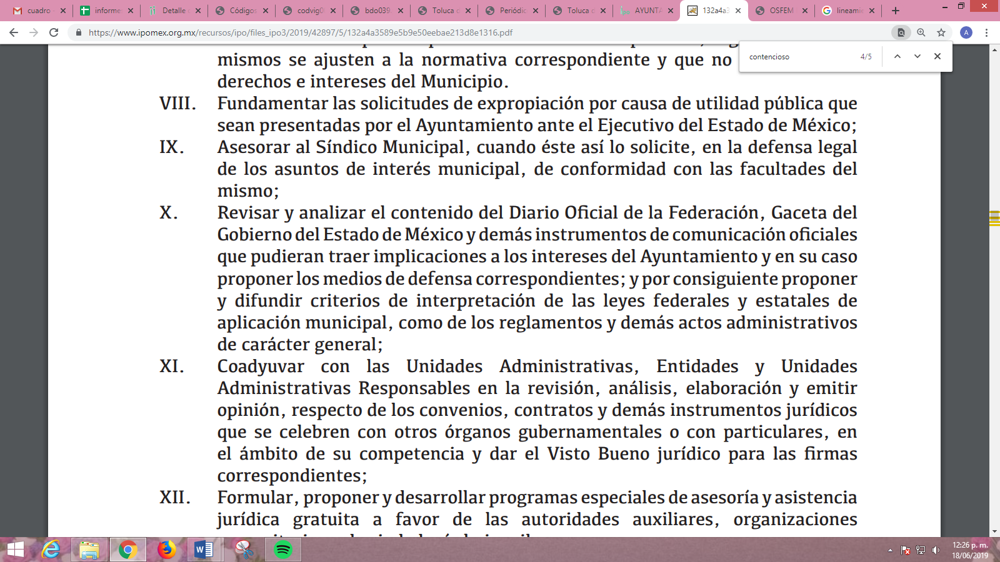 cuadro
informe
Detalle
Códigos
codvig0
bdo039
Toluca d
Periódic
Toluca d
AYUNTA
132a4a3
OSFEM
lineamie
https://www.ipomex.org.mx/recursos/ipo/files_ipo3/2019/42897/5/132a4a3589e5b9e50eebae213d8e1316.pdf
A
contencioso 4/5
mismos se ajusten a la normativa correspondiente y que no
derechos e intereses del Municipio.
VIII. Fundamentar las solicitudes de expropiación por causa de utilidad pública que
sean presentadas por el Ayuntamiento ante el Ejecutivo del Estado de México;
IX. Asesorar al Síndico Municipal, cuando éste así lo solicite, en la defensa legal
de los asuntos de interés municipal, de conformidad con las facultades del
mismo;
X. Revisar y analizar el contenido del Diario Oficial de la Federación, Gaceta del
Gobierno del Estado de México y demás instrumentos de comunicación oficiales
que pudieran traer implicaciones a los intereses del Ayuntamiento y en su caso
proponer los medios de defensa correspondientes; y por consiguiente proponer
y difundir criterios de interpretación de las leyes federales y estatales de
aplicación municipal, como de los reglamentos y demás actos administrativos
de carácter general;
XI. Coadyuvar con las Unidades Administrativas, Entidades y Unidades
Administrativas Responsables en la revisión, análisis, elaboración y emitir
opinión, respecto de los convenios, contratos y demás instrumentos jurídicos
que se celebren con otros órganos gubernamentales o con particulares, en
el ámbito de su competencia y dar el Visto Bueno jurídico para las firmas
correspondientes;
XII. Formular, proponer y desarrollar programas especiales de asesoría y asistencia
jurídica gratuita a favor de las autoridades auxiliares, organizaciones
12:26 p. m.
18/06/2019